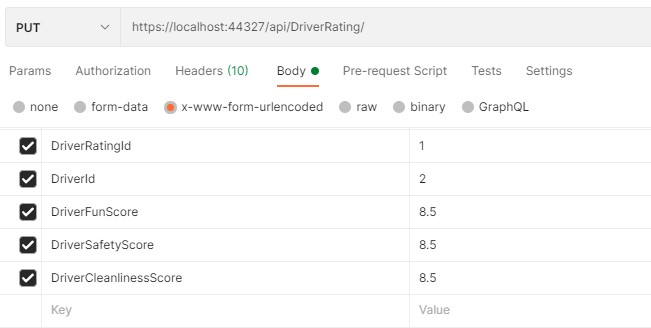 PUT https://localhost:44327/api/DriverRating/
Params Authorization Headers (10) Body Pre-request Script Tests Settings
none form-data x-www-form-urlencoded raw binary GraphQL
DriverRatingId 1
DriverId 2
DriverFunScore 8.5
DriverSafetyScore 8.5
DriverCleanlinessScore 8.5
Key Value